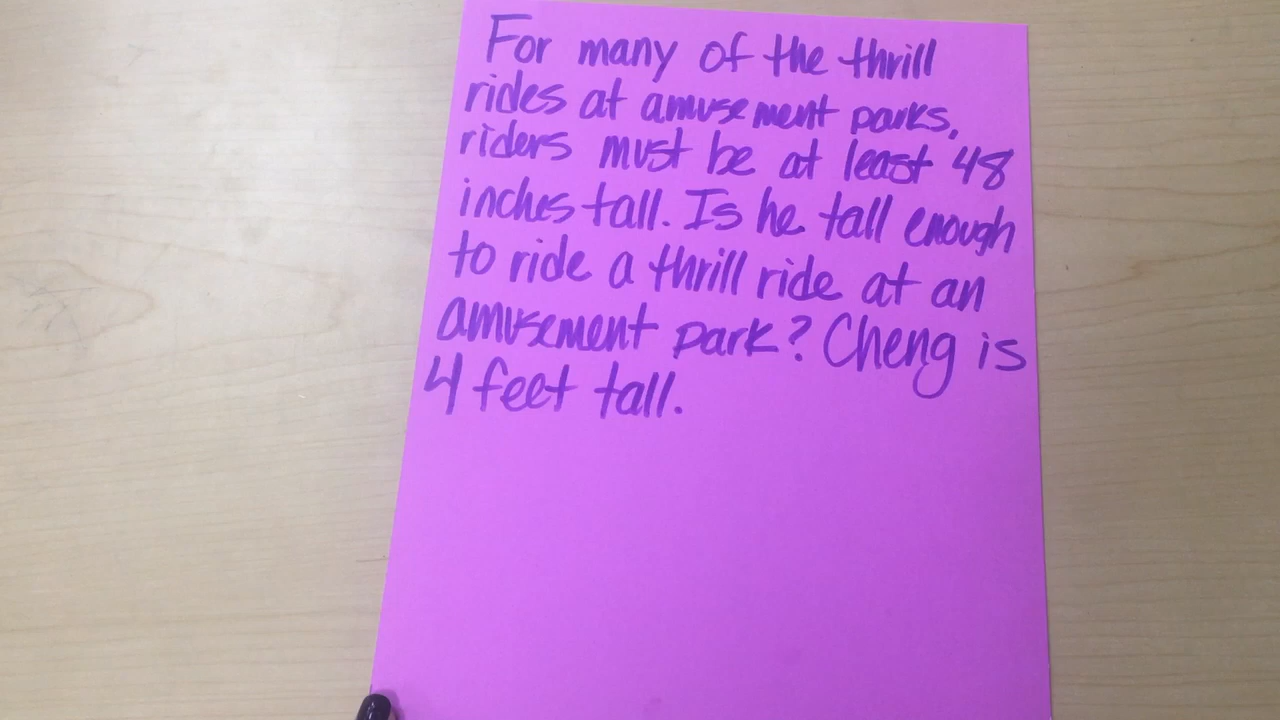 For many of the thrill
rides at amusement parks,
riders must be at least 48
inches tall. Is he tall enough
to ride a thrill ride at an
amusement park? Cheng is
4 feet tall.